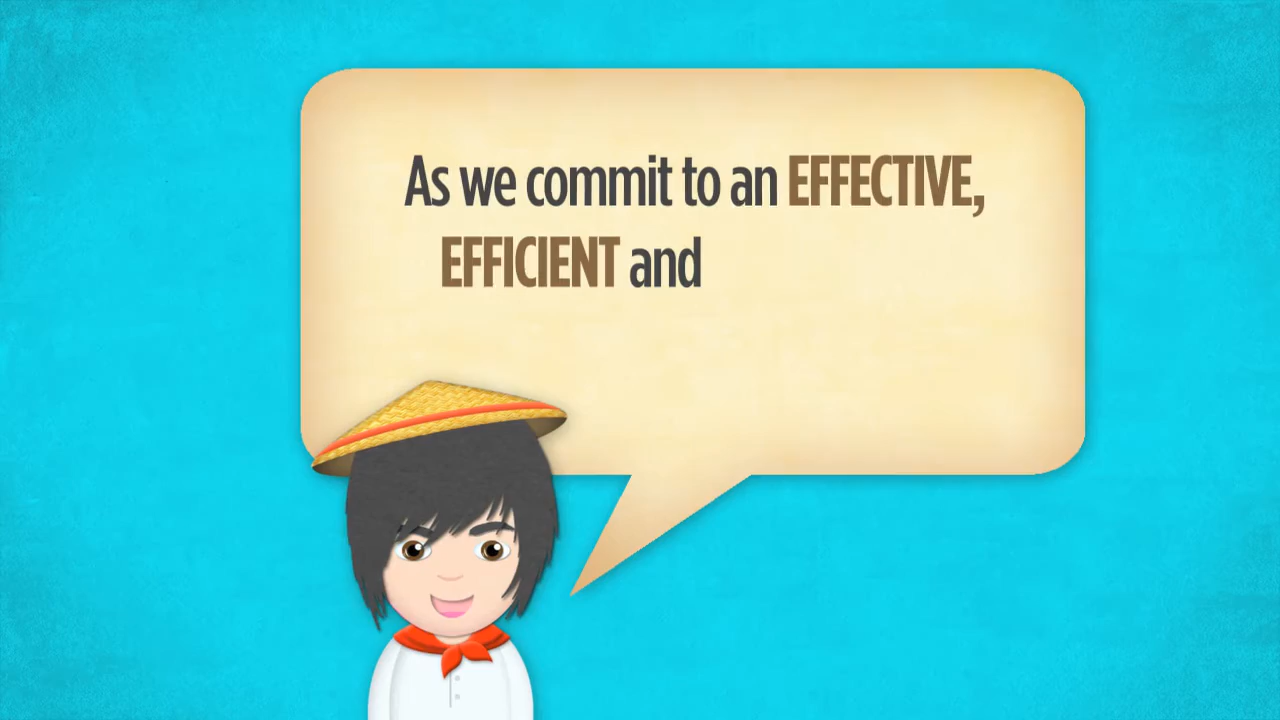 As we commit to an EFFECTIVE,
EFFICIENT and